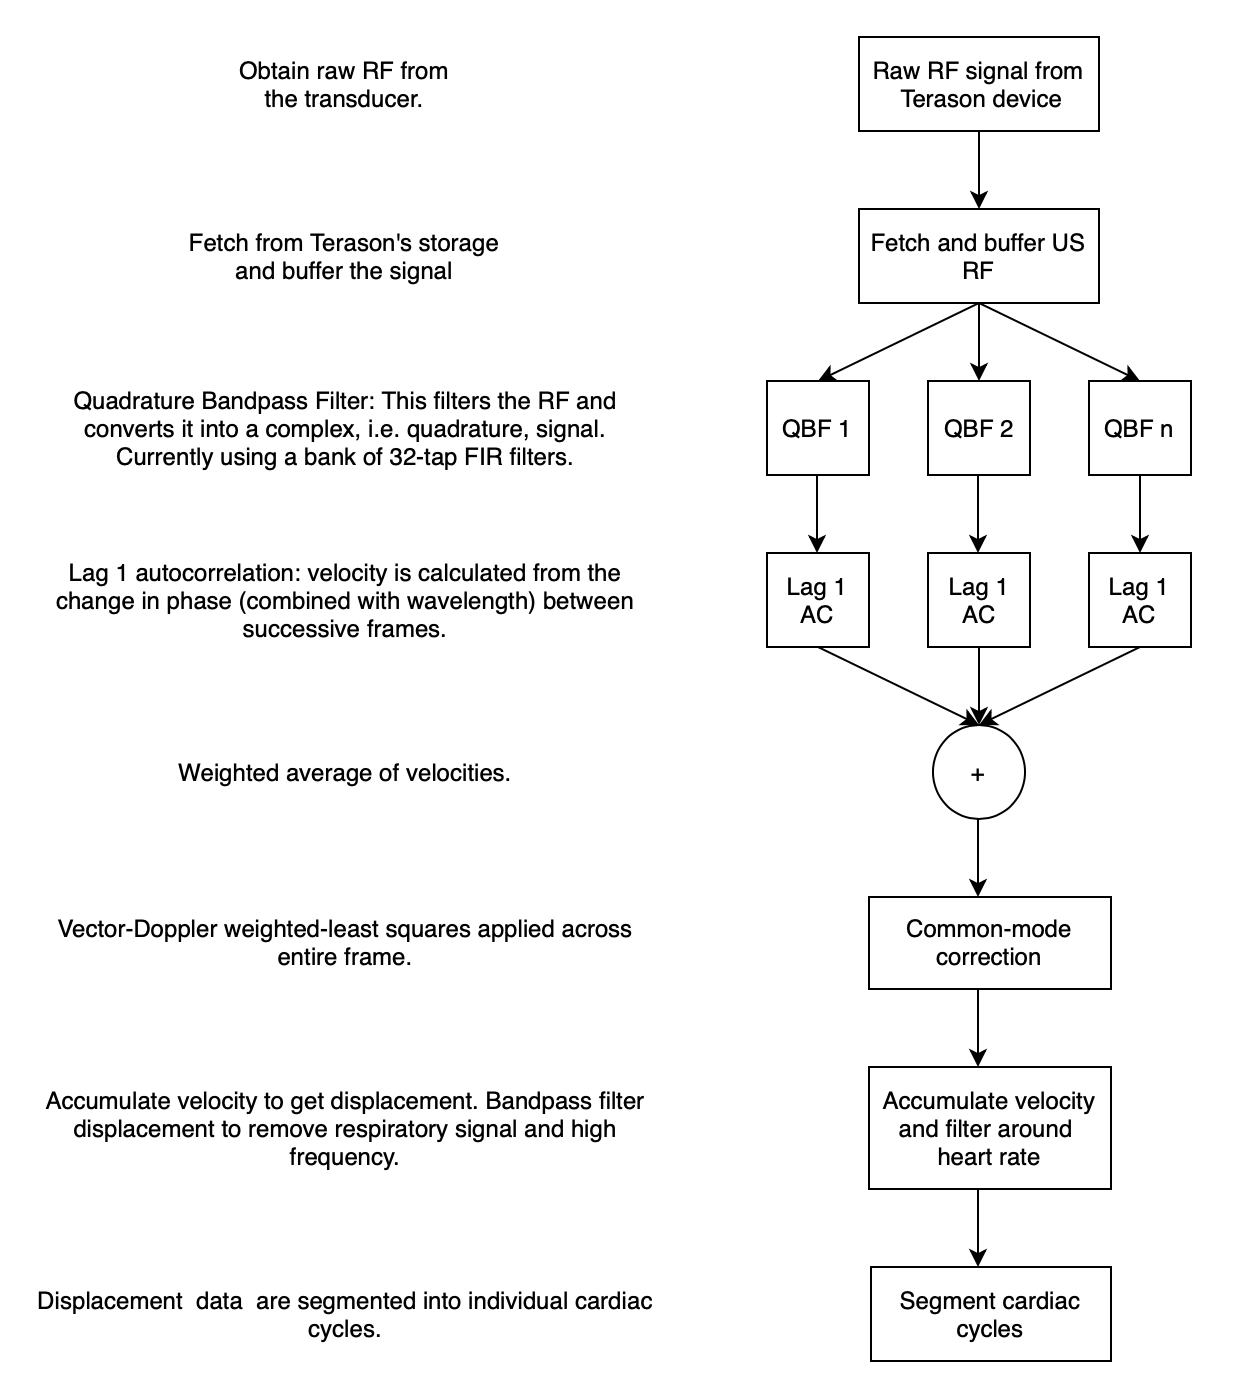 Obtain raw RF from
the transducer.
Raw RF signal from
Terason device
Fetch from Terason's storage
and buffer the signal
Fetch and buffer US
RF
Quadrature Bandpass Filter: This filters the RF and
converts it into a complex, i.e. quadrature, signal.
Currently using a bank of 32-tap FIR filters.
QBF 1
QBF 2
QBF n
Lag 1 autocorrelation: velocity is calculated from the
change in phase (combined with wavelength) between
successive frames.
Lag 1
AC
Lag 1
AC
Lag 1
AC
Weighted average of velocities.
+
Vector-Doppler weighted-least squares applied across
entire frame.
Common-mode
correction
Accumulate velocity to get displacement. Bandpass filter
displacement to remove respiratory signal and high
frequency.
Accumulate velocity
and filter around
heart rate
Displacement  data  are segmented into individual cardiac
cycles.
Segment cardiac
cycles